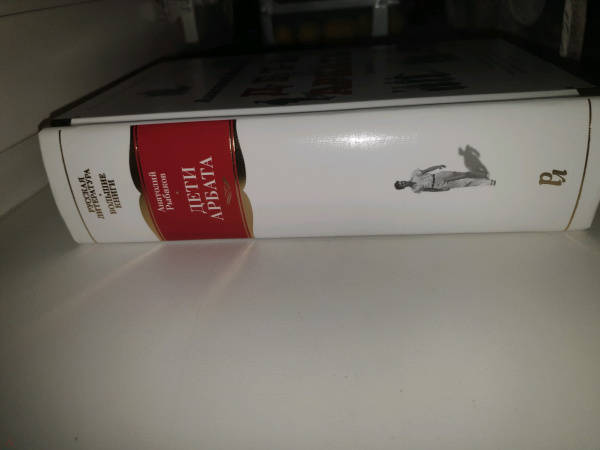 РУССКАЯ
ЛИТЕРАТУРА
БОЛЬШИЕ
КНИГИ
Анатолий
Рыбаков
ДЕТИ
АРБАТА